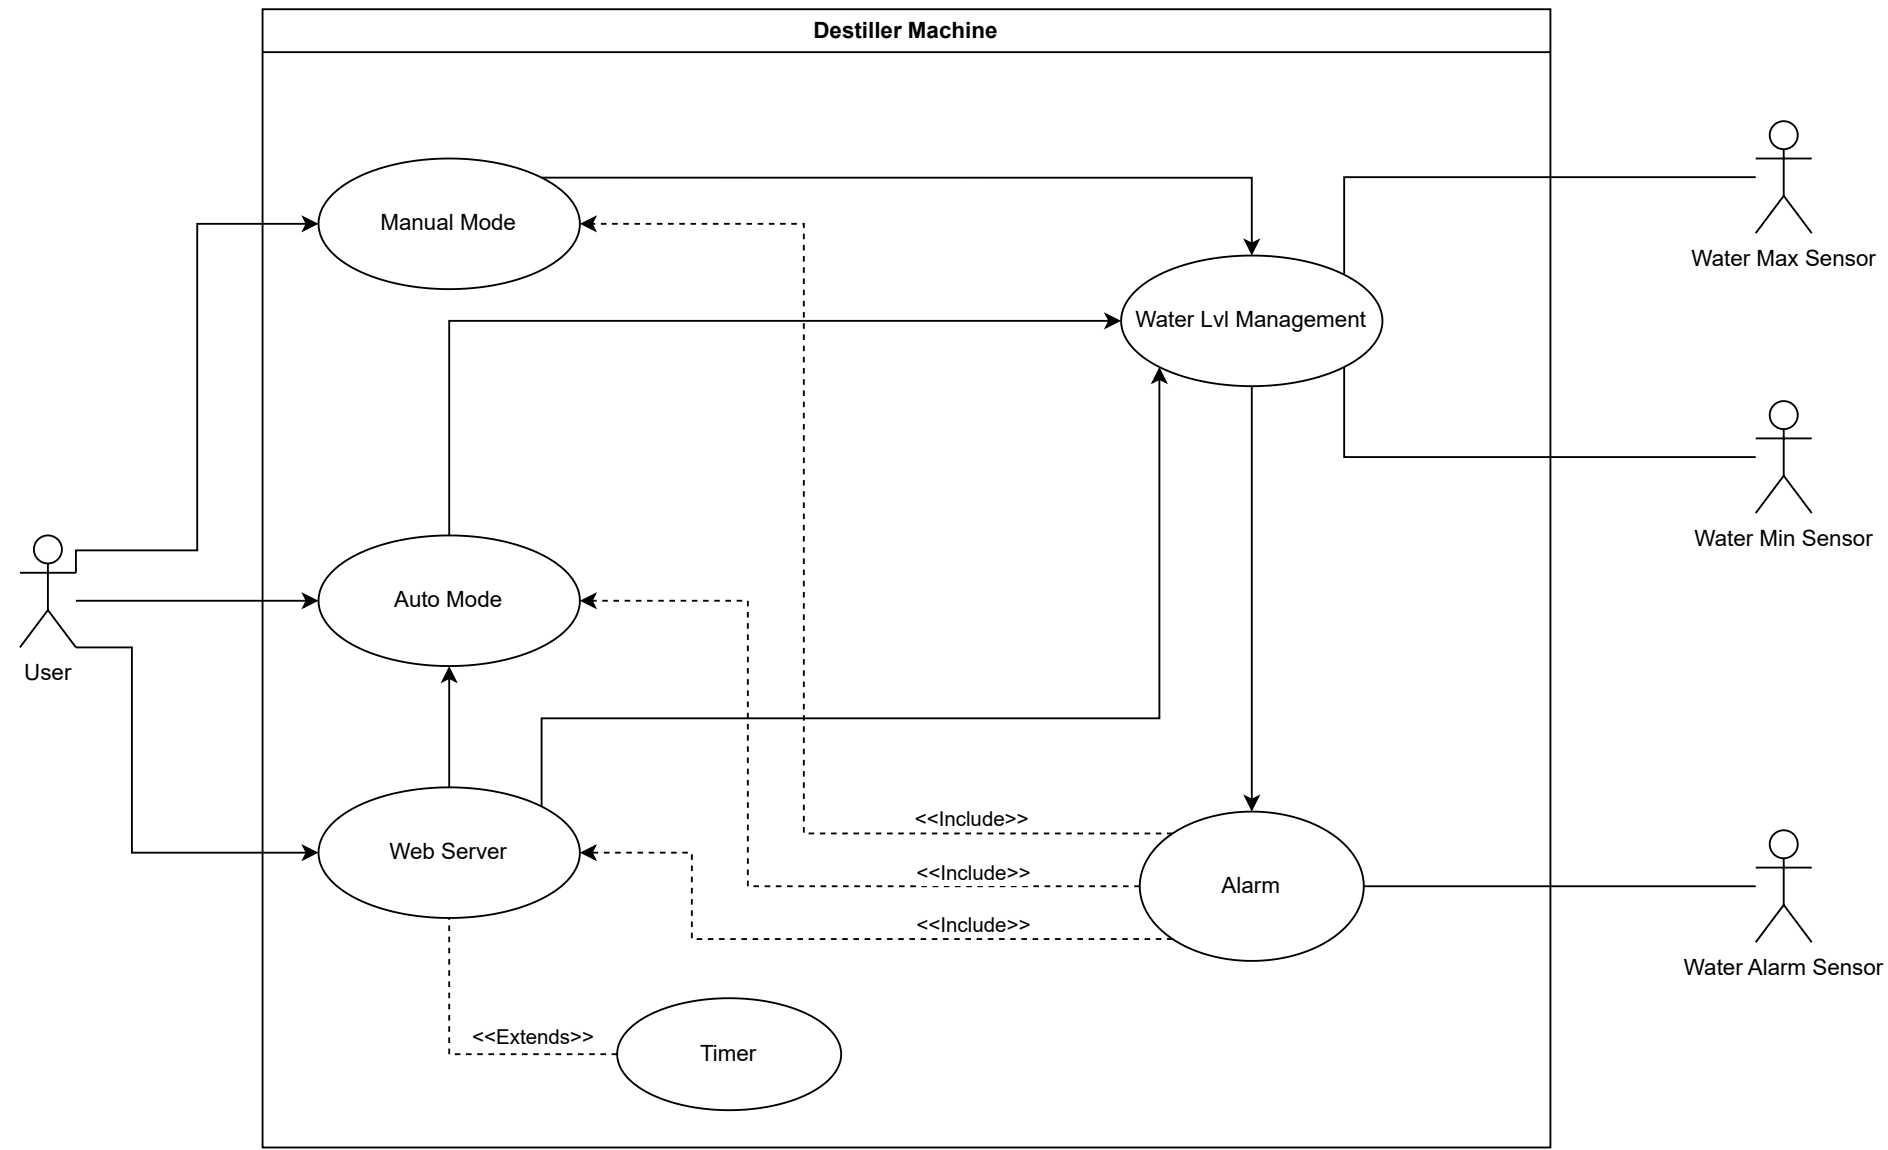 Destiller Machine
Manual Mode
Water Max Sensor
Water Lvl Management
Water Min Sensor
Auto Mode
User
<<Include>>
Web Server
<<Include>>
Alarm
<<Include>>
Water Alarm Sensor
<<Extends>>
Timer